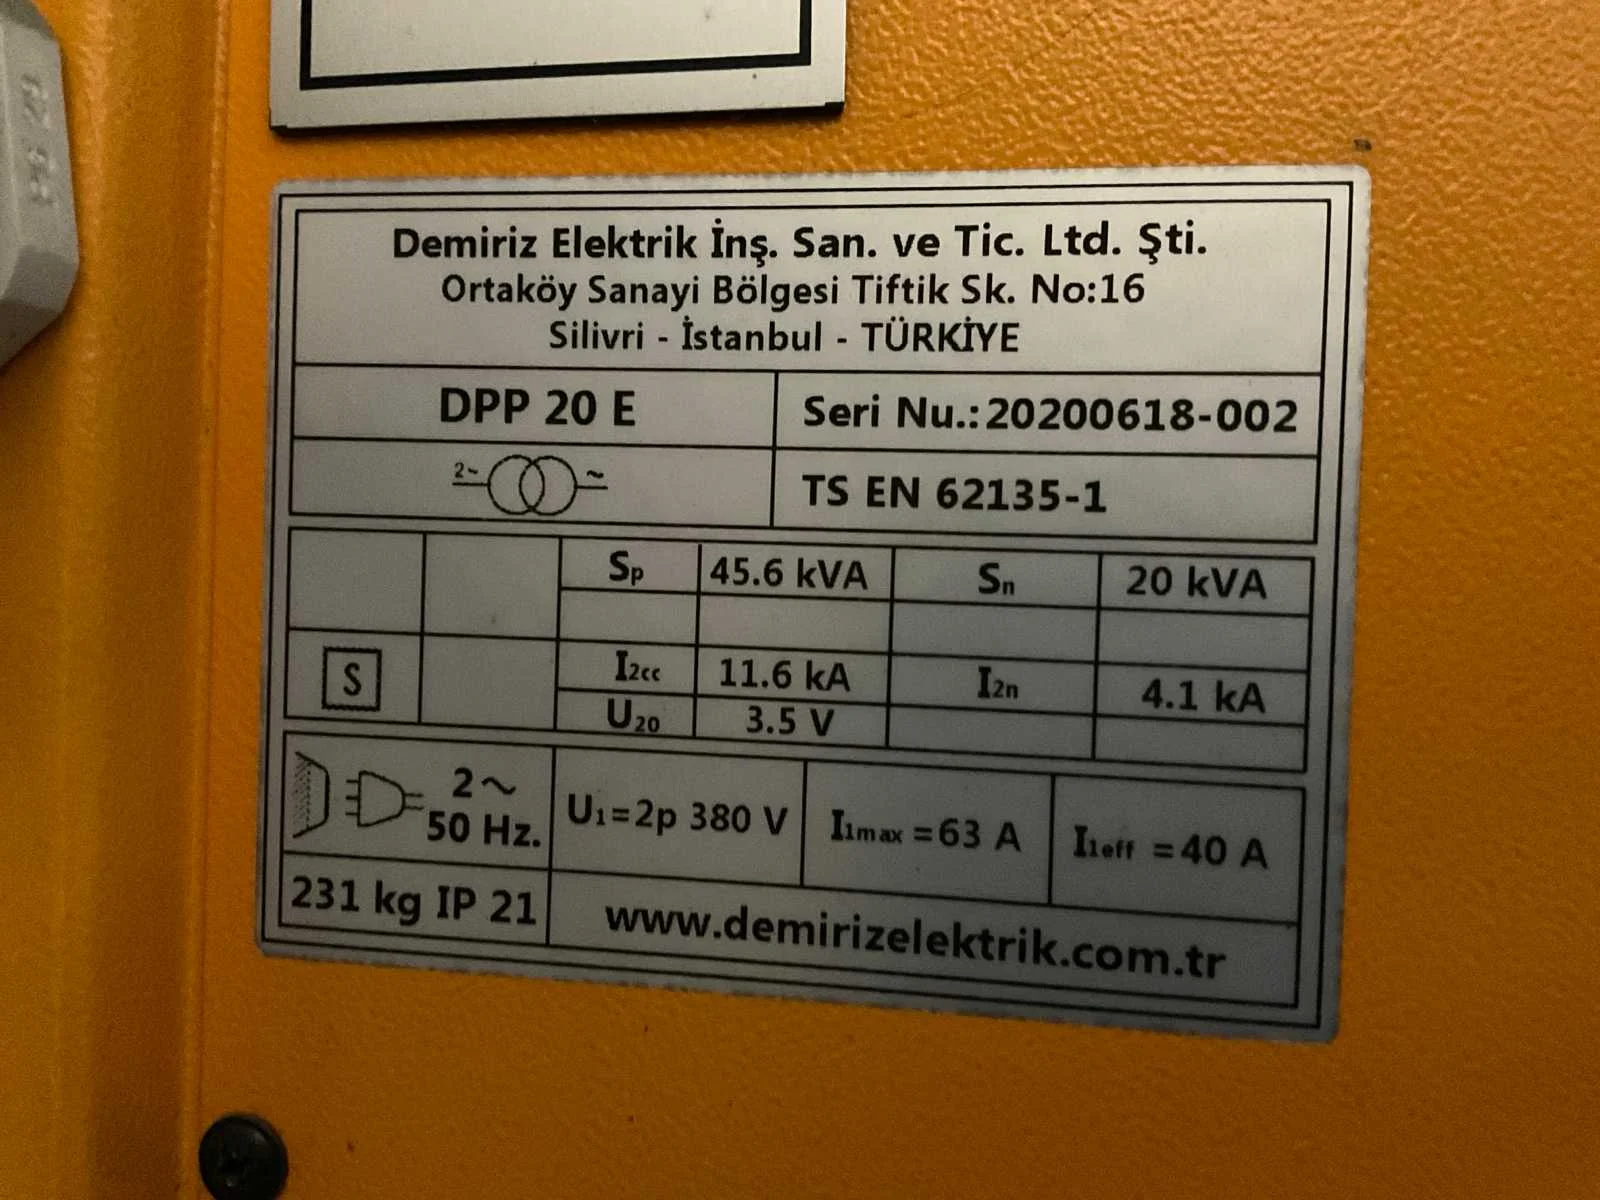 Demiriz Elektrik İnş. San. ve Tic. Ltd. Şti.
Ortaköy Sanayi Bölgesi Tiftik Sk. No:16
Silivri - İstanbul - TÜRKİYE
DPP 20 E
Seri Nu.:20200618-002
2~ ~
TS EN 62135-1
Sp 45.6 kVA Sn 20 kVA
S
I2cc 11.6 kA I2n 4.1 kA
U20 3.5 V
2~
50 Hz.
U1=2p 380 V
I1max =63 A
I1eff =40 A
231 kg IP 21
www.demirizelektrik.com.tr